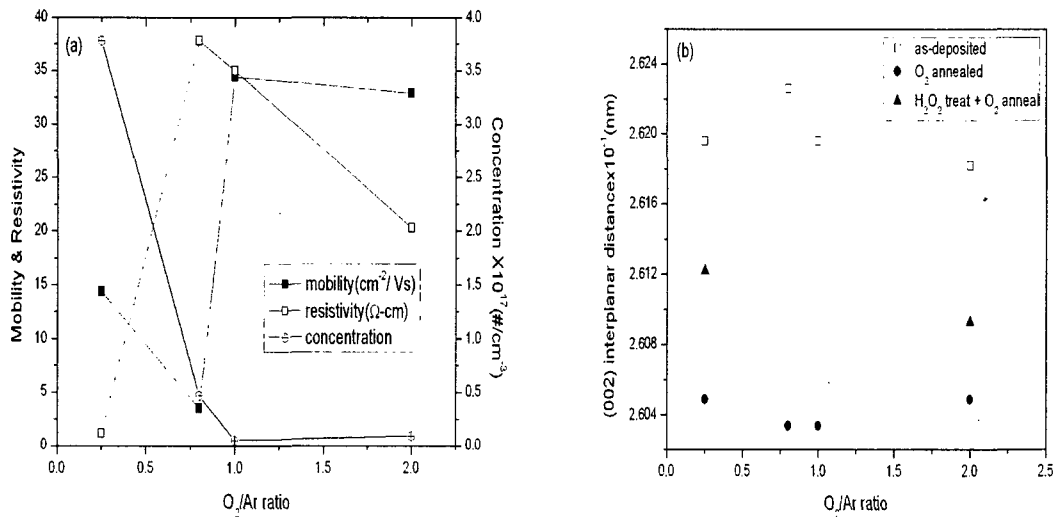 (a)
40
35
30
25
20
15
10
5
0
Mobility & Resistivity
4.0
3.5
3.0
2.5
2.0
1.5
1.0
0.5
0.0
Concentration X10¹⁷(#/cm⁻³)
mobility(cm⁻²/Vs)
resistivity(Ω-cm)
concentration
0.0 0.5 1.0 1.5 2.0
O₂/Ar ratio
(b)
2.624
2.620
2.616
2.612
2.608
2.604
(002) interplanar distancex10⁻¹(nm)
as-deposited
O₂ annealed
H₂O₂ treat + O₂ anneal
0.0 0.5 1.0 1.5 2.0 2.5
O₂/Ar ratio